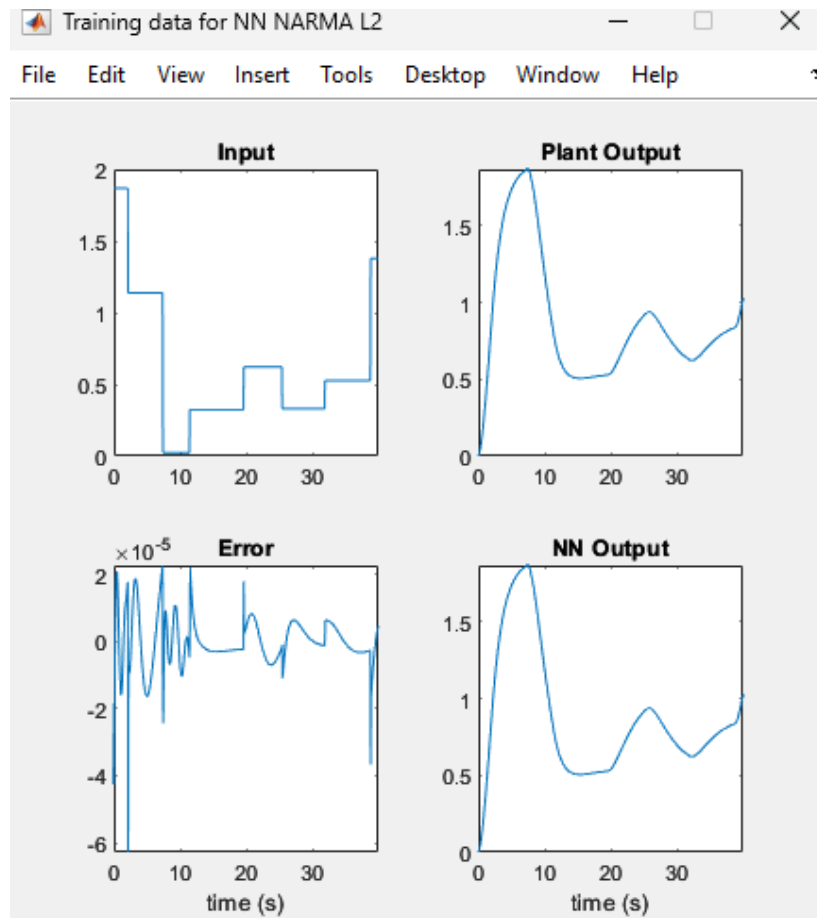 Training data for NN NARMA L2
File Edit View Insert Tools Desktop Window Help
Input
2
1.5
1
0.5
0
0 10 20 30
Plant Output
1.5
1
0.5
0
0 10 20 30
Error
×10⁻⁵
2
0
-2
-4
-6
0 10 20 30
time (s)
NN Output
1.5
1
0.5
0
0 10 20 30
time (s)